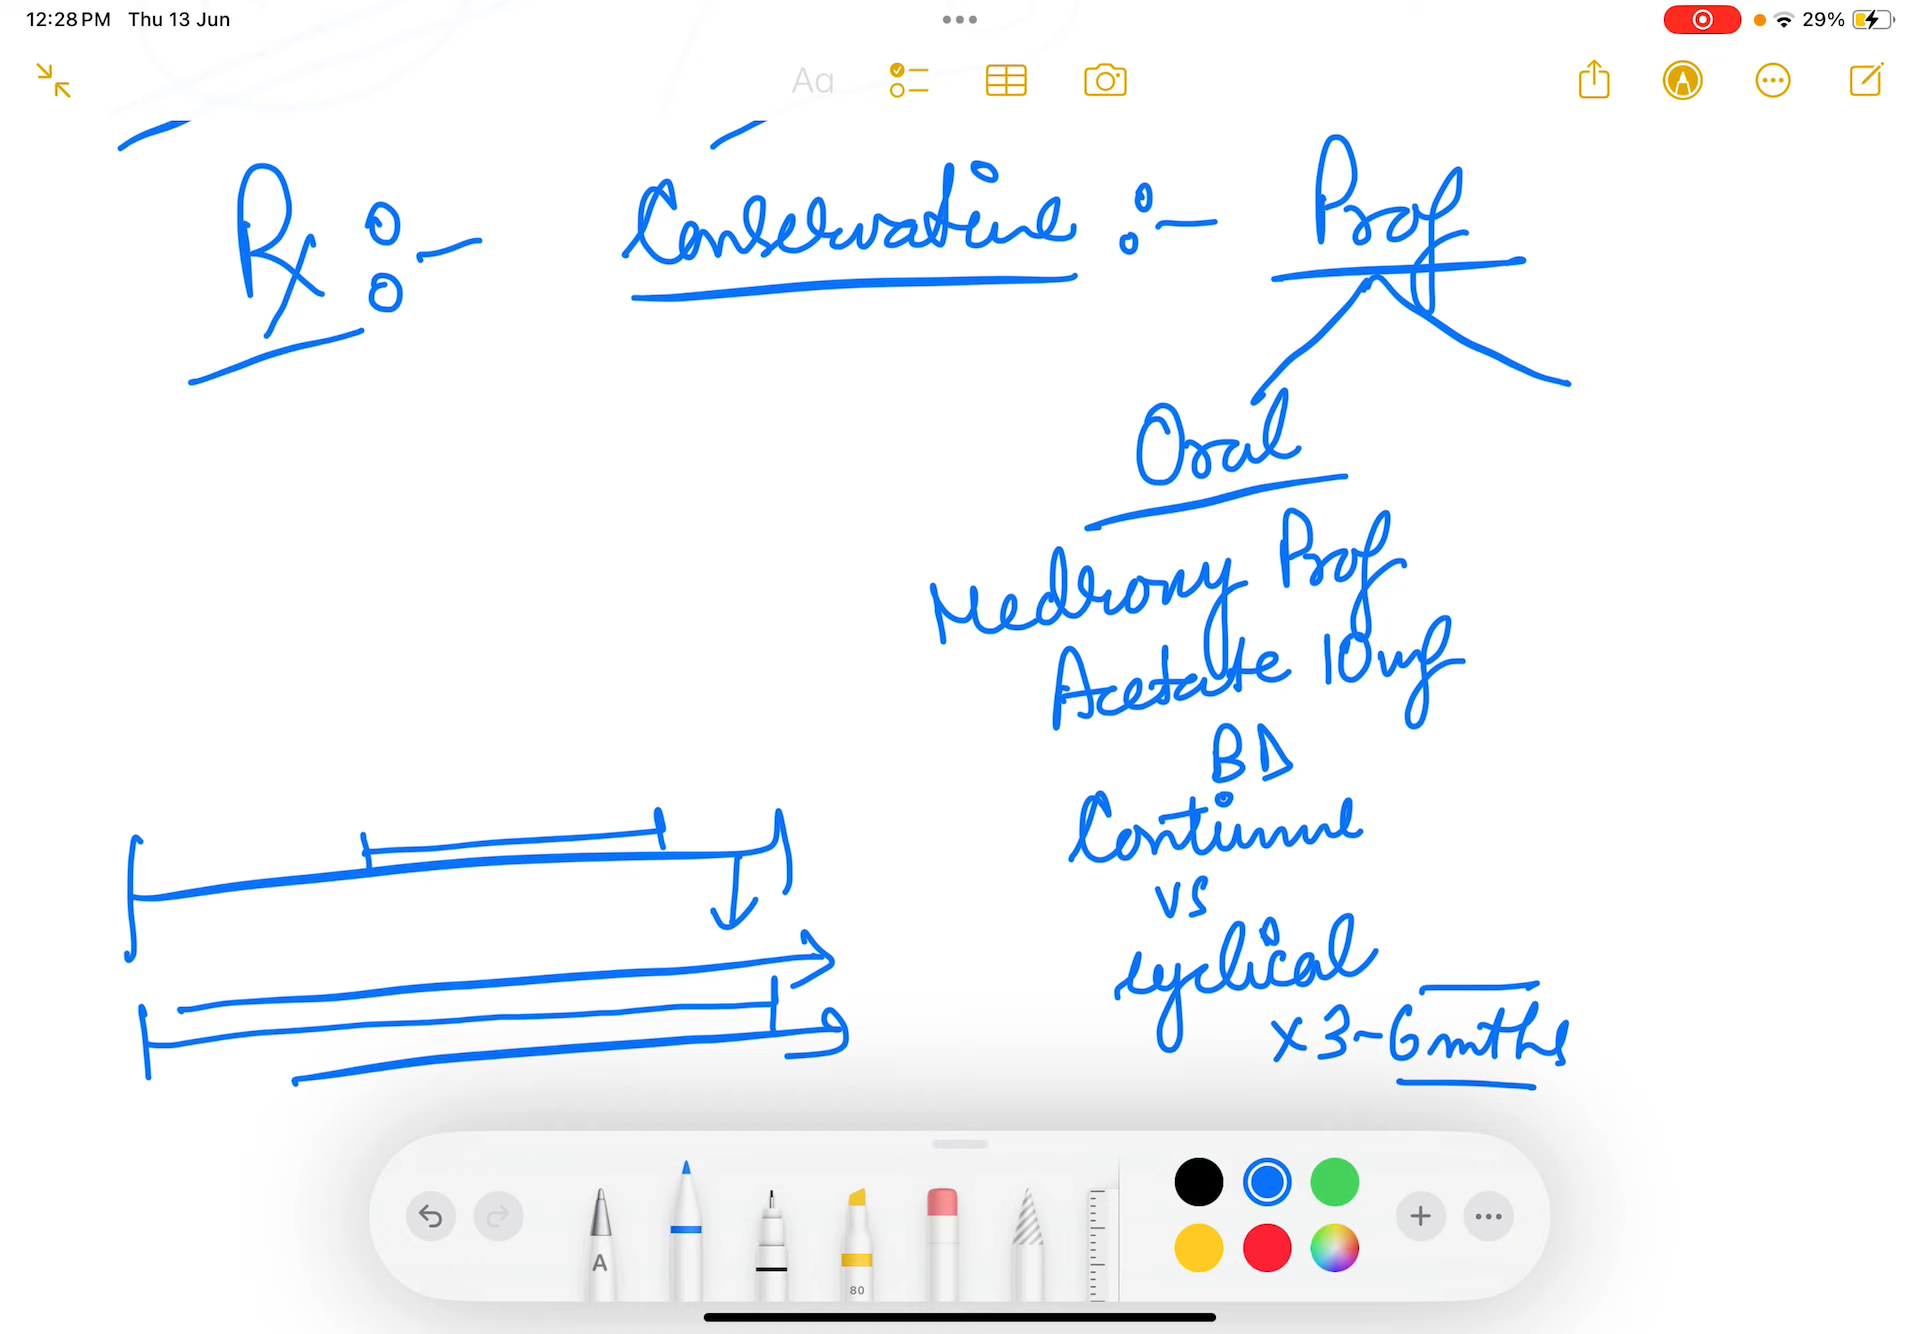 12:28 PM Thu 13 Jun
29%
Aa
Rx :- Conservative :- Prog
Oral
Medroxy Prog
Acetate 10mg
BD
Continuous
vs
cyclical
x 3-6 mths
A
80